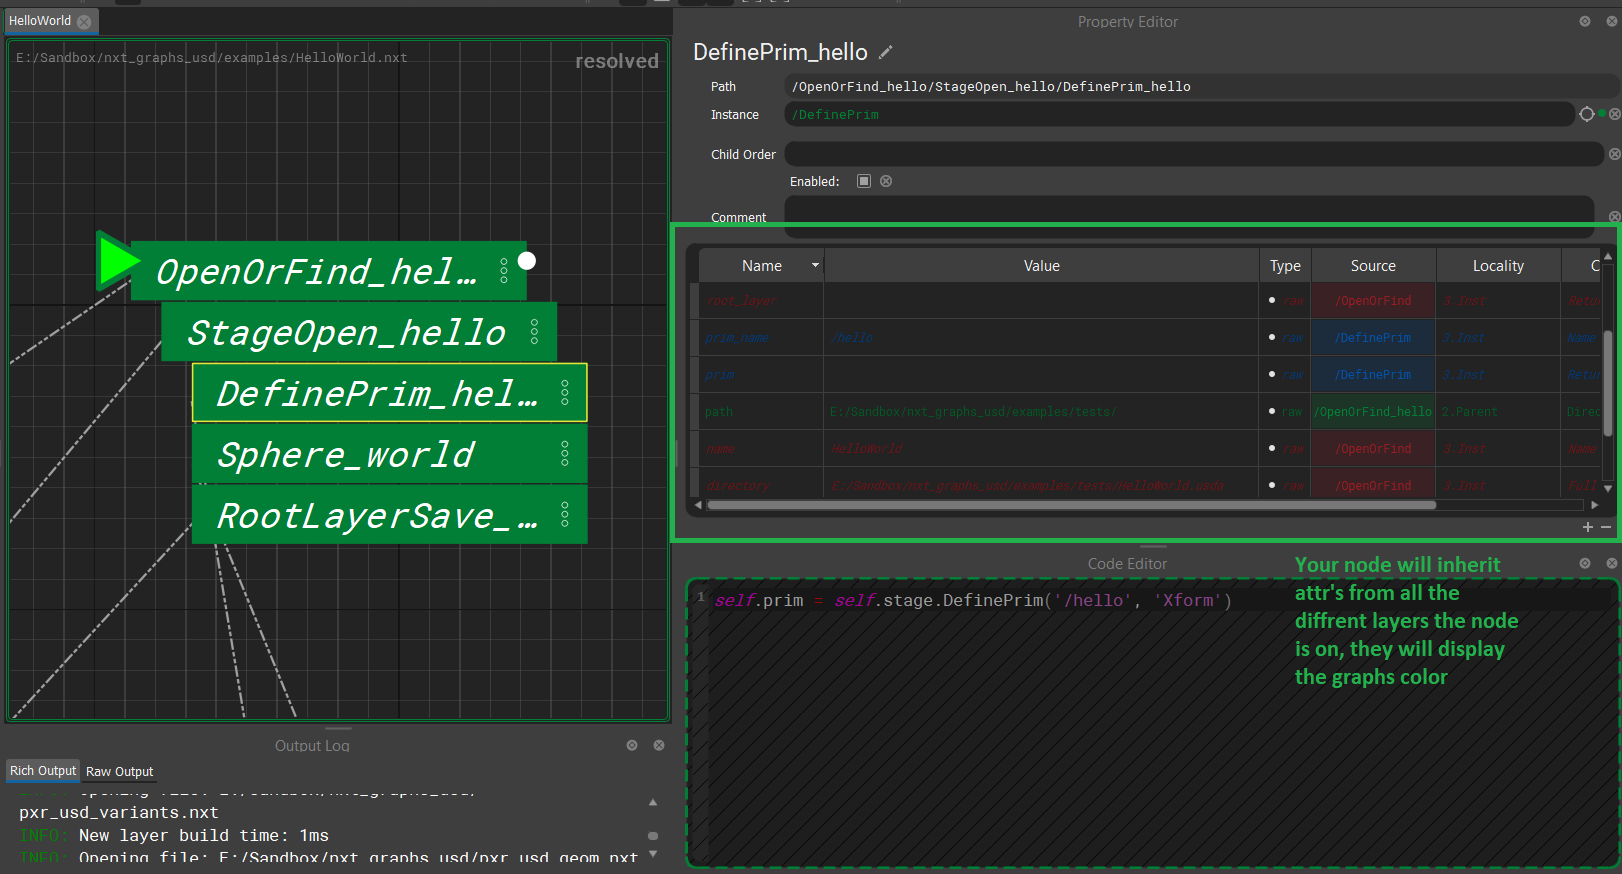 HelloWorld
E:/Sandbox/nxt_graphs_usd/examples/HelloWorld.nxt
resolved
OpenOrFind_hel…
StageOpen_hello
DefinePrim_hel…
Sphere_world
RootLayerSave_…
Output Log
Rich Output Raw Output
pxr_usd_variants.nxt
INFO: New layer build time: 1ms
INFO: Opening file: E:/Sandbox/nxt_graphs_usd/pxr_usd_geom.nxt
Property Editor
DefinePrim_hello
Path /OpenOrFind_hello/StageOpen_hello/DefinePrim_hello
Instance /DefinePrim
Child Order
Enabled:
Comment
Name Value Type Source Locality C
root_layer raw /OpenOrFind 3.Inst Retur
prim_name /hello raw /DefinePrim 3.Inst Name
prim raw /DefinePrim 3.Inst Retur
path E:/Sandbox/nxt_graphs_usd/examples/tests/ raw /OpenOrFind_hello 2.Parent Direc
name HelloWorld raw /OpenOrFind 3.Inst Name
directory E:/Sandbox/nxt_graphs_usd/examples/tests/HelloWorld.usda raw /OpenOrFind 3.Inst Full
Code Editor
1 self.prim = self.stage.DefinePrim('/hello', 'Xform')
Your node will inherit
attr's from all the
diffrent layers the node
is on, they will display
the graphs color